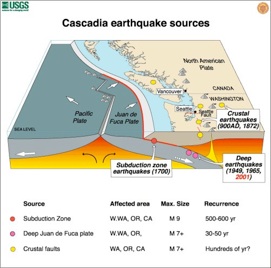 USGS
Cascadia earthquake sources
North American
Plate
CANADA
Vancouver
WASHINGTON
Seattle
Seattle
Fault
Pacific
Plate
Juan de
Fuca Plate
SEA LEVEL
Crustal
earthquakes
(900AD, 1872)
Deep
earthquakes
(1949, 1965,
2001)
Subduction zone
earthquakes (1700)
Source Affected area Max. Size Recurrence
Subduction Zone W.WA, OR, CA M 9 500-600 yr
Deep Juan de Fuca plate W.WA, OR, M 7+ 30-50 yr
Crustal faults WA, OR, CA M 7+ Hundreds of yr?